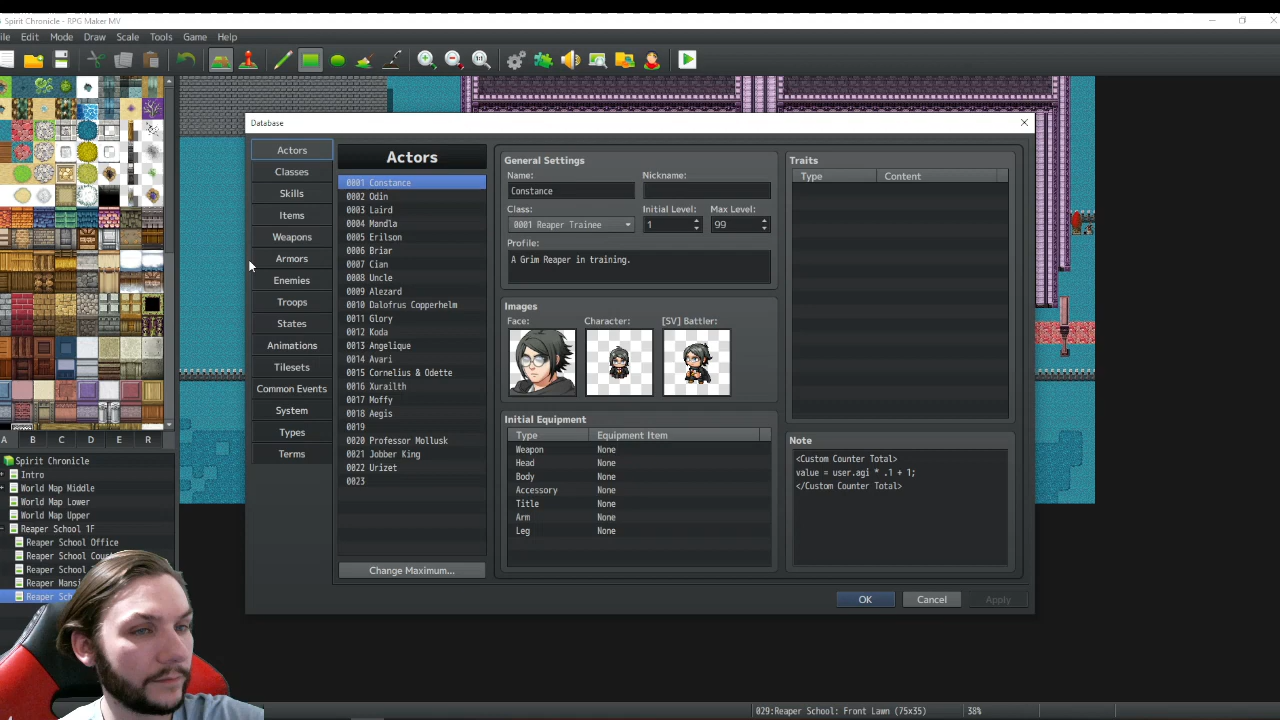 Spirit Chronicle - RPG Maker MV
Edit Mode Draw Scale Tools Game Help
Database
Actors
Classes
Skills
Items
Weapons
Armors
Enemies
Troops
States
Animations
Tilesets
Common Events
System
Types
Terms
Actors
0001 Constance
0002 Odin
0003 Laird
0004 Mandla
0005 Erilson
0006 Briar
0007 Cian
0008 Uncle
0009 Alezard
0010 Dalofrus Copperhelm
0011 Glory
0012 Koda
0013 Angelique
0014 Avari
0015 Cornelius & Odette
0016 Xurailth
0017 Moffy
0018 Aegis
0019
0020 Professor Mollusk
0021 Jobber King
0022 Urizet
0023
Change Maximum...
General Settings
Name: Nickname:
Constance
Class: Initial Level: Max Level:
0001 Reaper Trainee 1 99
Profile:
A Grim Reaper in training.
Images
Face: Character: [SV] Battler:
Initial Equipment
Type Equipment Item
Weapon None
Head None
Body None
Accessory None
Title None
Arm None
Leg None
Traits
Type Content
Note
<Custom Counter Total>
value = user.agi * .1 + 1;
</Custom Counter Total>
OK Cancel Apply
A B C D E R
Spirit Chronicle
Intro
World Map Middle
World Map Lower
World Map Upper
Reaper School 1F
Reaper School Office
Reaper School
Reaper School
Reaper
Reaper
029:Reaper School: Front Lawn (75x35) 38%